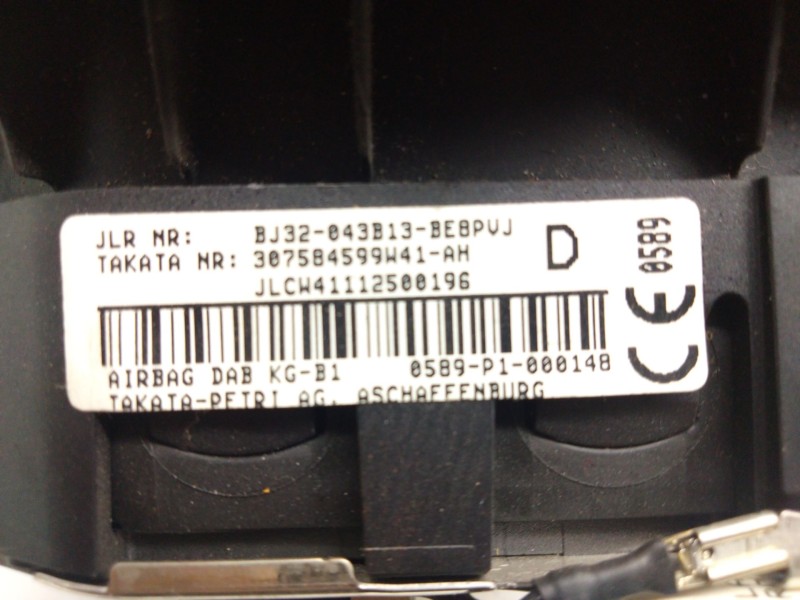 JLR NR: BJ32-043B13-BE8PVJ
TAKATA NR: 307584599W41-AH
JLCW41112500196
D
AIRBAG DAB KG-B1 0589-P1-000148
TAKATA-PETRI AG, ASCHAFFENBURG
CE 0589